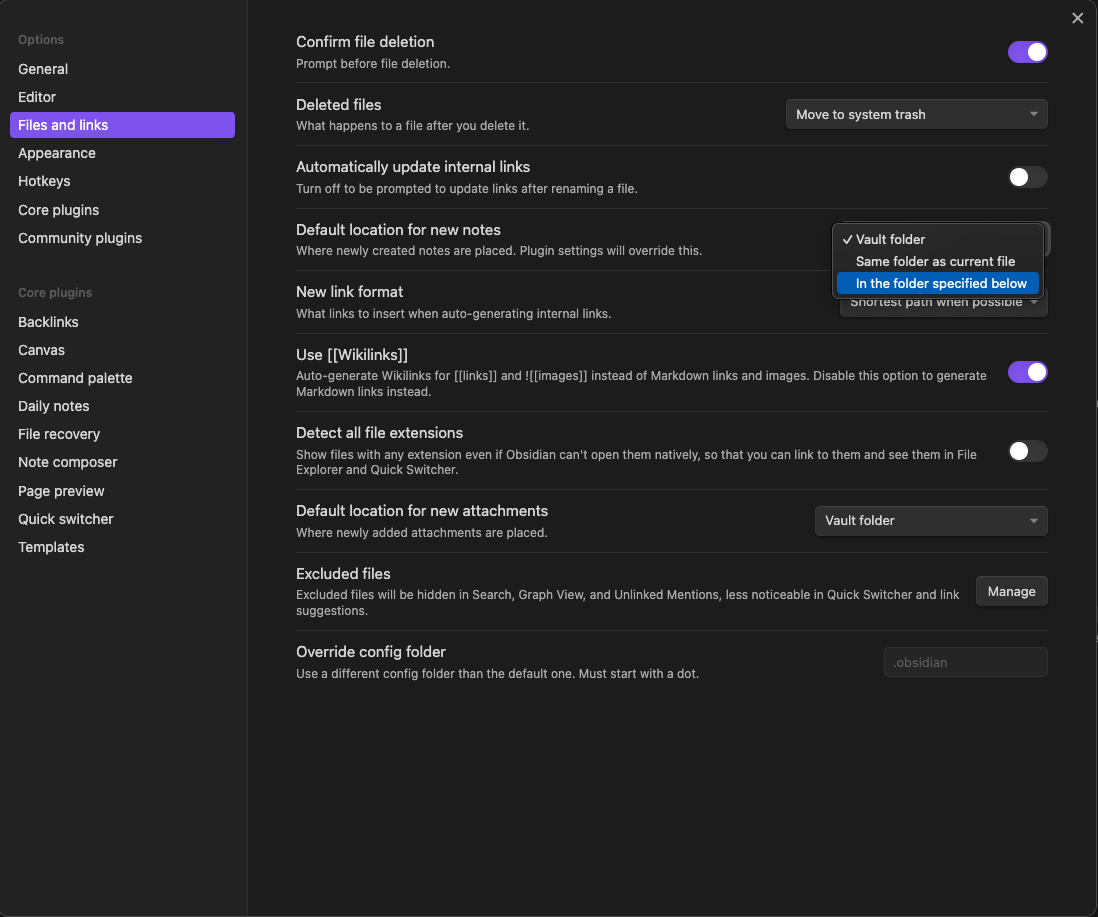 Options
General
Editor
Files and links
Appearance
Hotkeys
Core plugins
Community plugins
Core plugins
Backlinks
Canvas
Command palette
Daily notes
File recovery
Note composer
Page preview
Quick switcher
Templates
Confirm file deletion
Prompt before file deletion.
Deleted files
What happens to a file after you delete it.
Move to system trash
Automatically update internal links
Turn off to be prompted to update links after renaming a file.
Default location for new notes
Where newly created notes are placed. Plugin settings will override this.
Vault folder
Same folder as current file
In the folder specified below
New link format
What links to insert when auto-generating internal links.
Shortest path when possible
Use [[Wikilinks]]
Auto-generate Wikilinks for [[links]] and ![[images]] instead of Markdown links and images. Disable this option to generate
Markdown links instead.
Detect all file extensions
Show files with any extension even if Obsidian can't open them natively, so that you can link to them and see them in File
Explorer and Quick Switcher.
Default location for new attachments
Where newly added attachments are placed.
Vault folder
Excluded files
Excluded files will be hidden in Search, Graph View, and Unlinked Mentions, less noticeable in Quick Switcher and link
suggestions.
Manage
Override config folder
Use a different config folder than the default one. Must start with a dot.
.obsidian